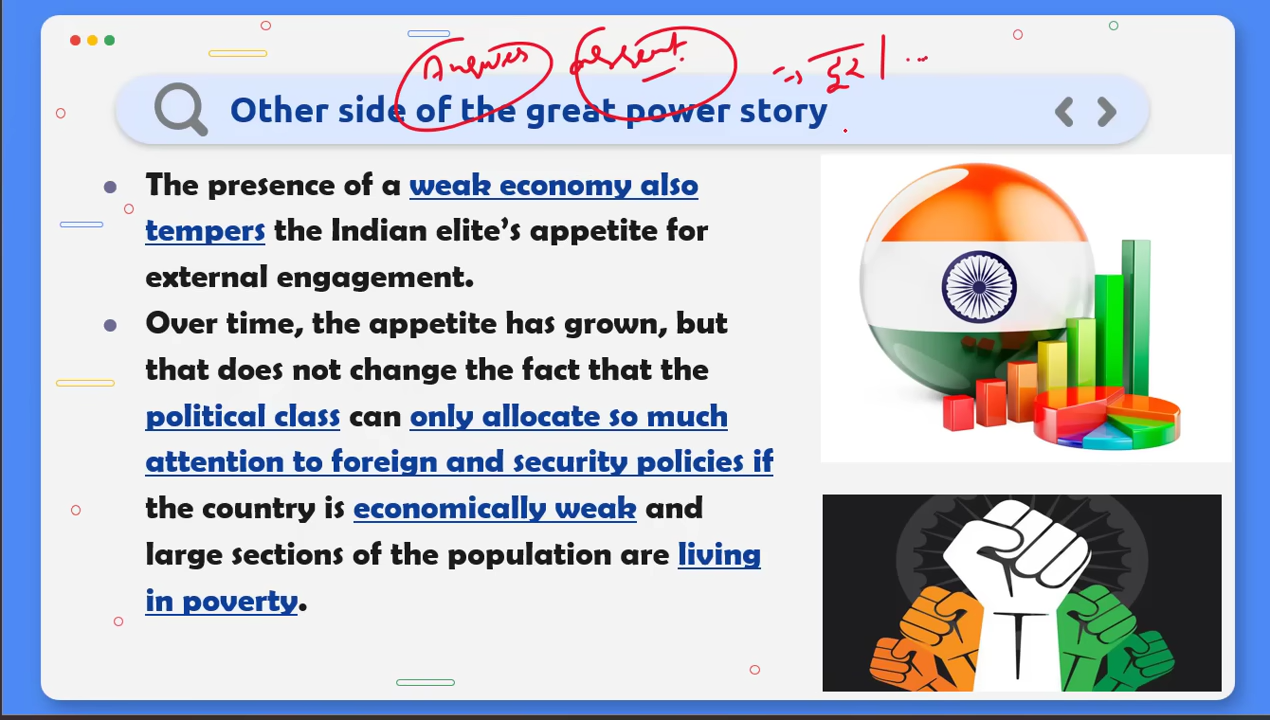 Answer
Other side of the great power story
The presence of a weak economy also
tempers the Indian elite’s appetite for
external engagement.
Over time, the appetite has grown, but
that does not change the fact that the
political class can only allocate so much
attention to foreign and security policies if
the country is economically weak and
large sections of the population are living
in poverty.